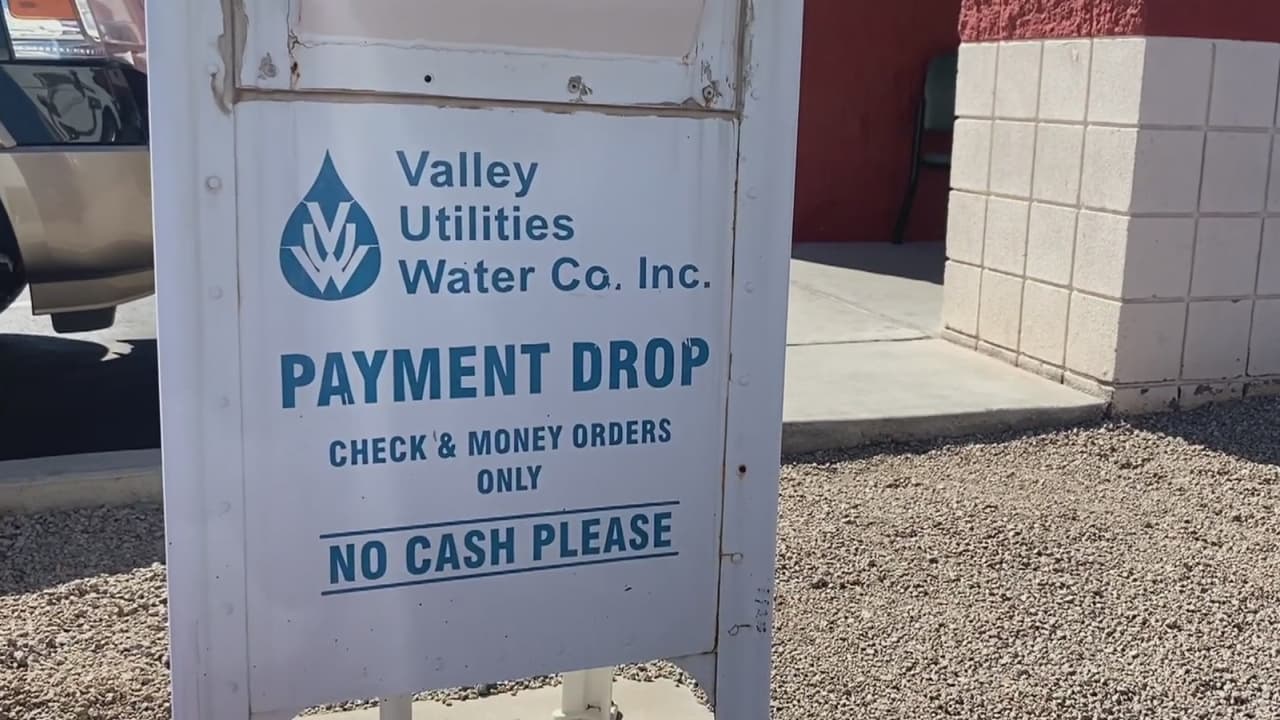 Valley
Utilities
Water Co. Inc.
PAYMENT DROP
CHECK & MONEY ORDERS
ONLY
NO CASH PLEASE